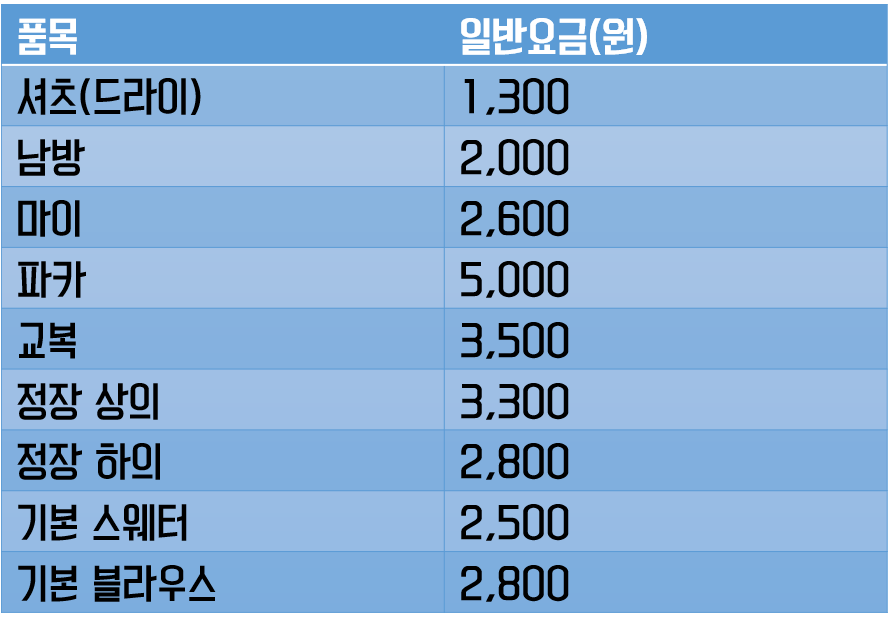 품목 일반요금(원)
셔츠(드라이) 1,300
남방 2,000
마이 2,600
파카 5,000
교복 3,500
정장 상의 3,300
정장 하의 2,800
기본 스웨터 2,500
기본 블라우스 2,800